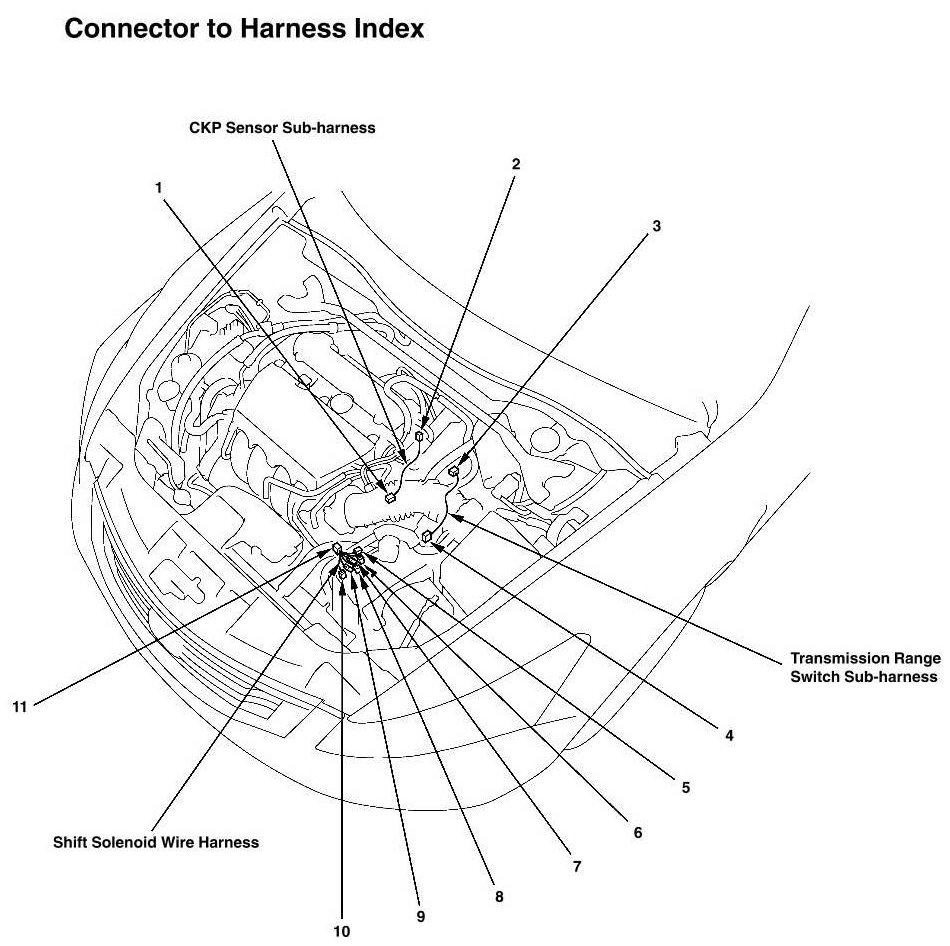 Connector to Harness Index
CKP Sensor Sub-harness
2
1
3
Transmission Range
Switch Sub-harness
11
4
5
6
Shift Solenoid Wire Harness
7
8
9
10